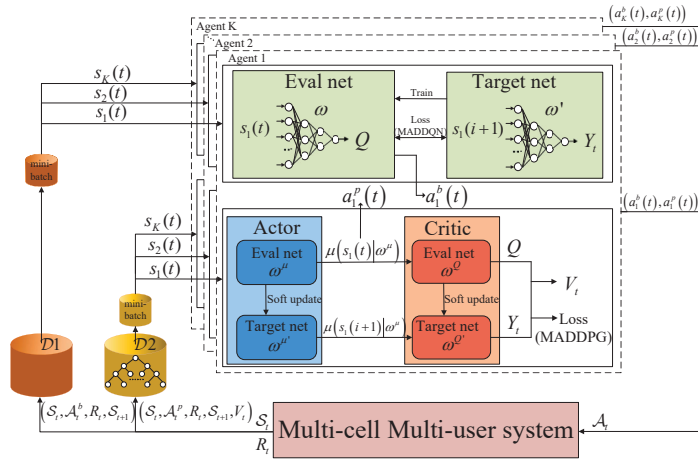 Agent K
(a_K^b(t), a_K^p(t))
Agent 2
(a_2^b(t), a_2^p(t))
Agent 1
Eval net
Target net
s_K(t)
s_2(t)
s_1(t)
s_1(t)
ω
Q
...
Train
Loss
(MADDQN)
s_1(i+1)
ω'
Y_t
...
mini-
batch
a_1^p(t)
a_1^b(t)
(a_1^b(t), a_1^p(t))
s_K(t)
s_2(t)
s_1(t)
Actor
Critic
Eval net
ω^μ
μ(s_1(t)|ω^μ)
Eval net
ω^Q
Q
V_t
Soft update
Soft update
mini-
batch
Target net
ω^μ'
μ(s_1(i+1)|ω^μ)
Target net
ω^Q'
Y_t
Loss
(MADDPG)
𝒟1
𝒟2
(𝒮_t, 𝒜_t^b, R_t, 𝒮_{t+1})
(𝒮_t, 𝒜_t^p, R_t, 𝒮_{t+1}, V_t)
𝒮_t
R_t
Multi-cell Multi-user system
𝒜_t